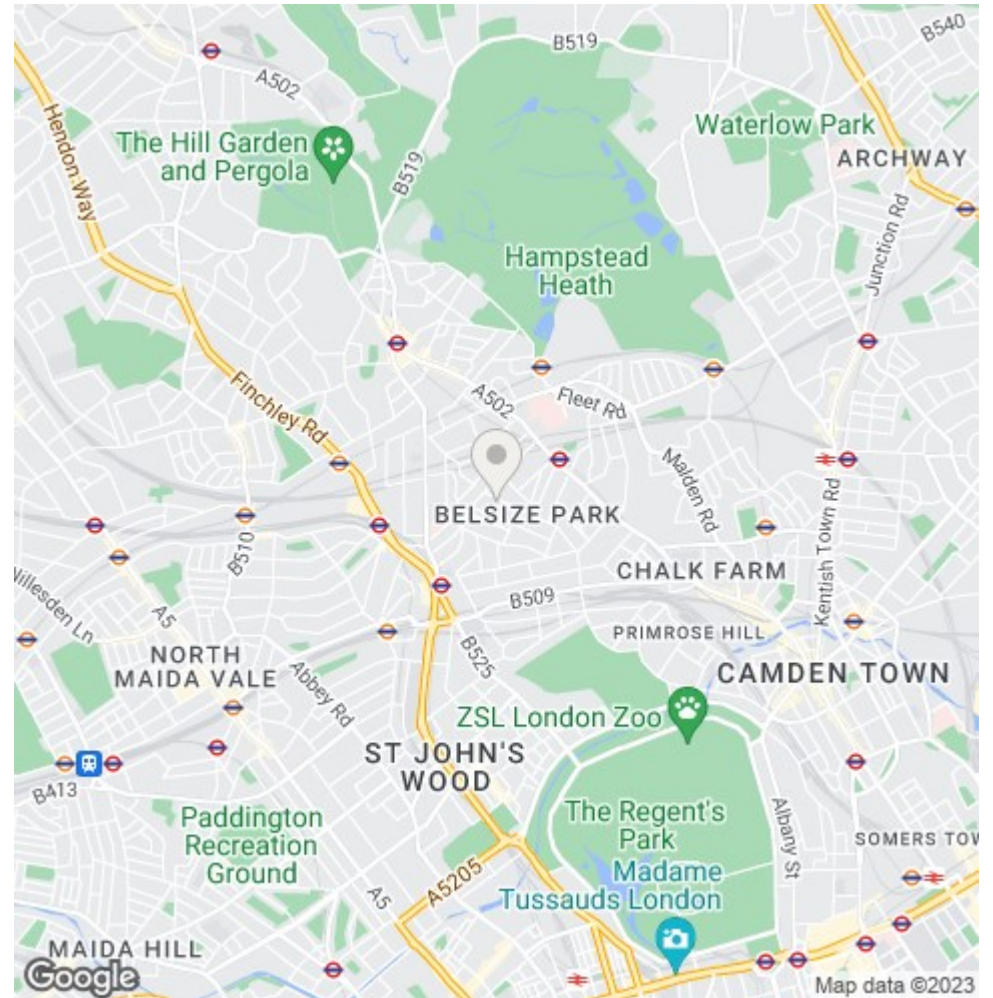 B519
B540
A502
Hendon Way
The Hill Garden
and Pergola
B519
Waterlow Park
ARCHWAY
Junction Rd
Hampstead
Heath
Finchley Rd
A502
Fleet Rd
Malden Rd
BELSIZE PARK
B510
Kentish Town Rd
CHALK FARM
B509
Willesden Ln
A5
PRIMROSE HILL
B525
NORTH
MAIDA VALE
Abbey Rd
CAMDEN TOWN
ZSL London Zoo
ST JOHN'S
WOOD
B413
Paddington
Recreation
Ground
The Regent's
Park
Albany St
SOMERS TOW
Madame
Tussauds London
A5205
A5
MAIDA HILL
Google
Map data ©2023